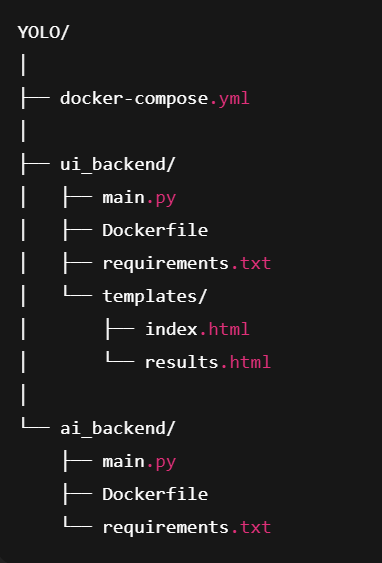 YOLO/
│
├── docker-compose.yml
│
├── ui_backend/
│   ├── main.py
│   ├── Dockerfile
│   ├── requirements.txt
│   └── templates/
│       ├── index.html
│       └── results.html
│
└── ai_backend/
    ├── main.py
    ├── Dockerfile
    └── requirements.txt